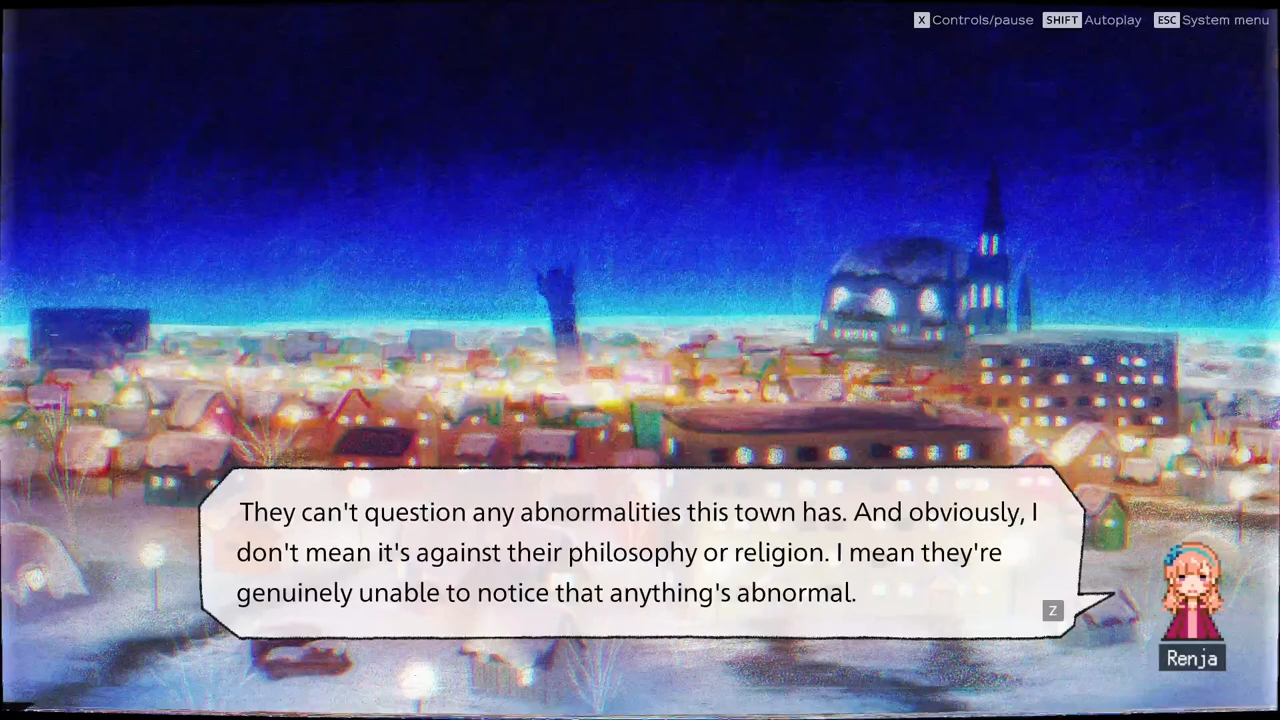 X Controls/pause SHIFT Autoplay ESC System menu
They can't question any abnormalities this town has. And obviously, I
don't mean it's against their philosophy or religion. I mean they're
genuinely unable to notice that anything's abnormal.
Z
Renja